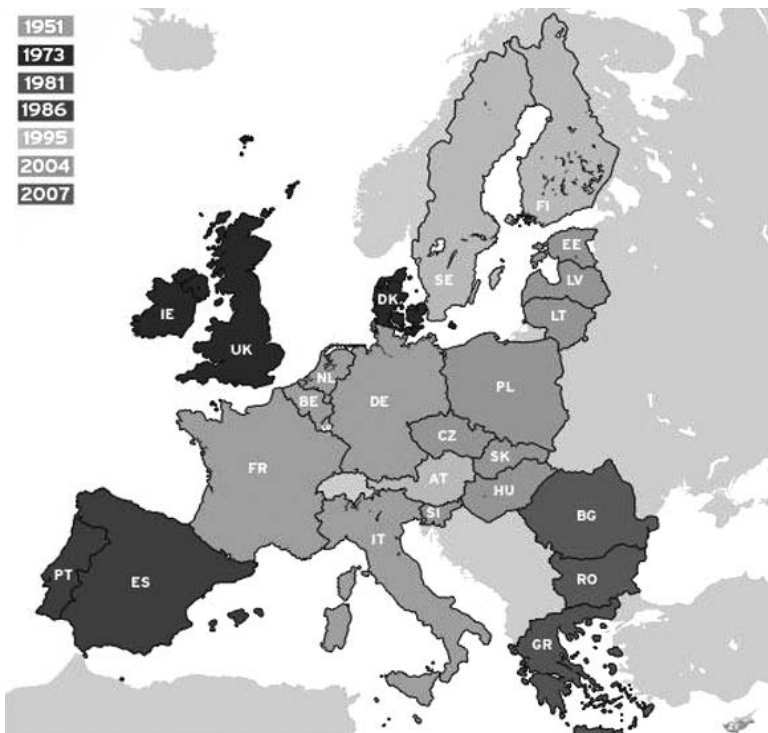 1951
1973
1981
1986
1995
2004
2007
FI
EE
SE
LV
DK
LT
IE
UK
NL
PL
BE
DE
CZ
FR
SK
AT
HU
SI
BG
IT
PT
ES
RO
GR